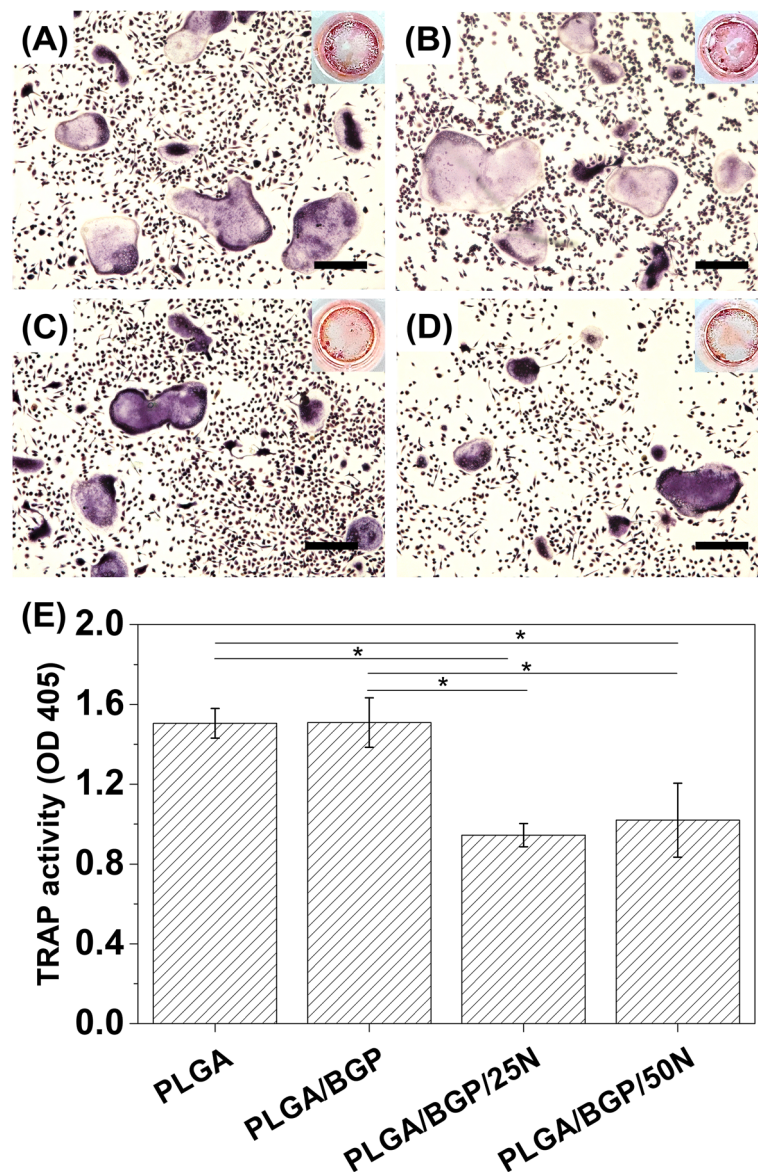 (A)
(B)
(C)
(D)
(E)
TRAP activity (OD 405)
2.0
1.6
1.2
0.8
0.4
0.0
*
*
*
*
PLGA
PLGA/BGP
PLGA/BGP/25N
PLGA/BGP/50N